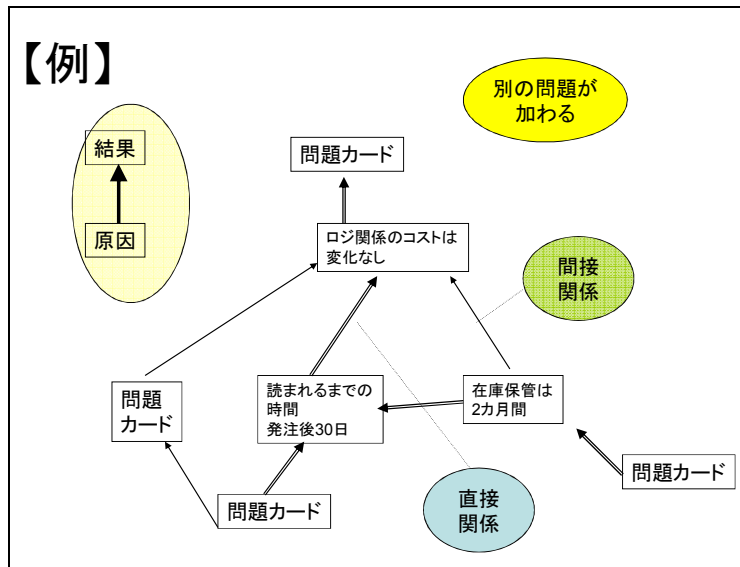 【例】
別の問題が
加わる
結果
原因
問題カード
ロジ関係のコストは
変化なし
間接
関係
問題
カード
読まれるまでの
時間
発注後30日
在庫保管は
2カ月間
問題カード
問題カード
直接
関係